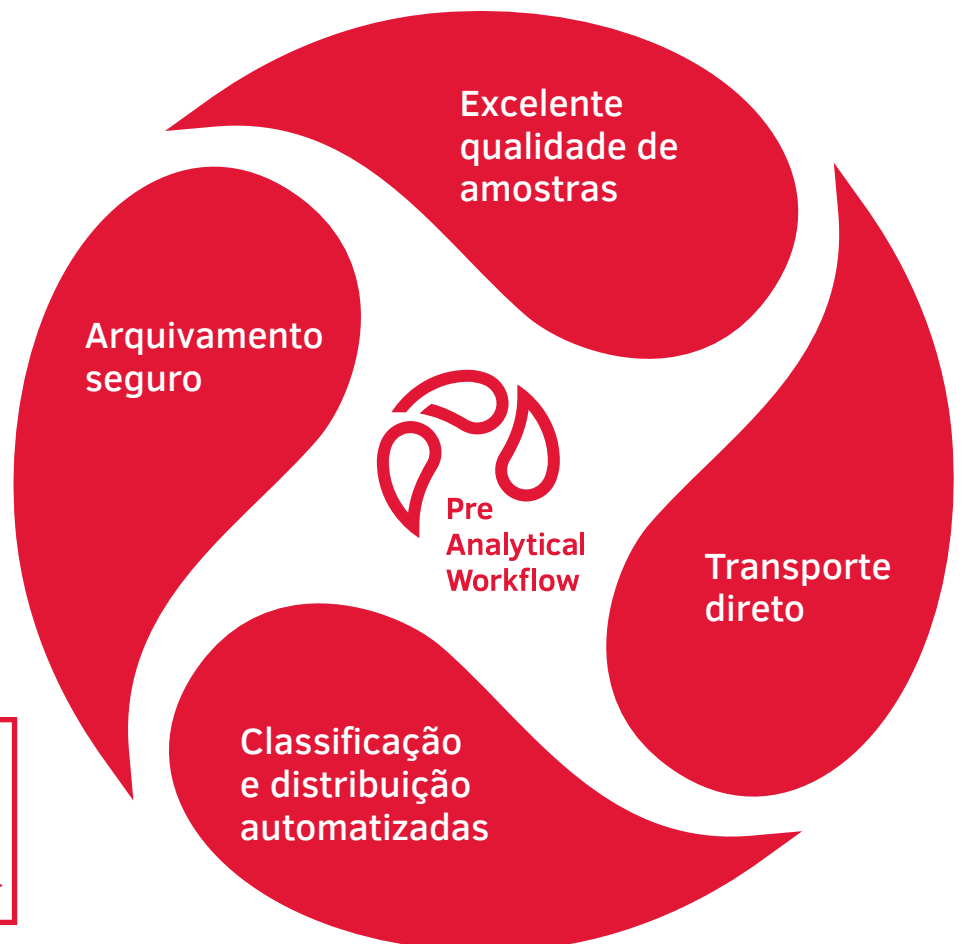 Excelente
qualidade de
amostras
Arquivamento
seguro
Pre
Analytical
Workflow
Transporte
direto
Classificação
e distribuição
automatizadas